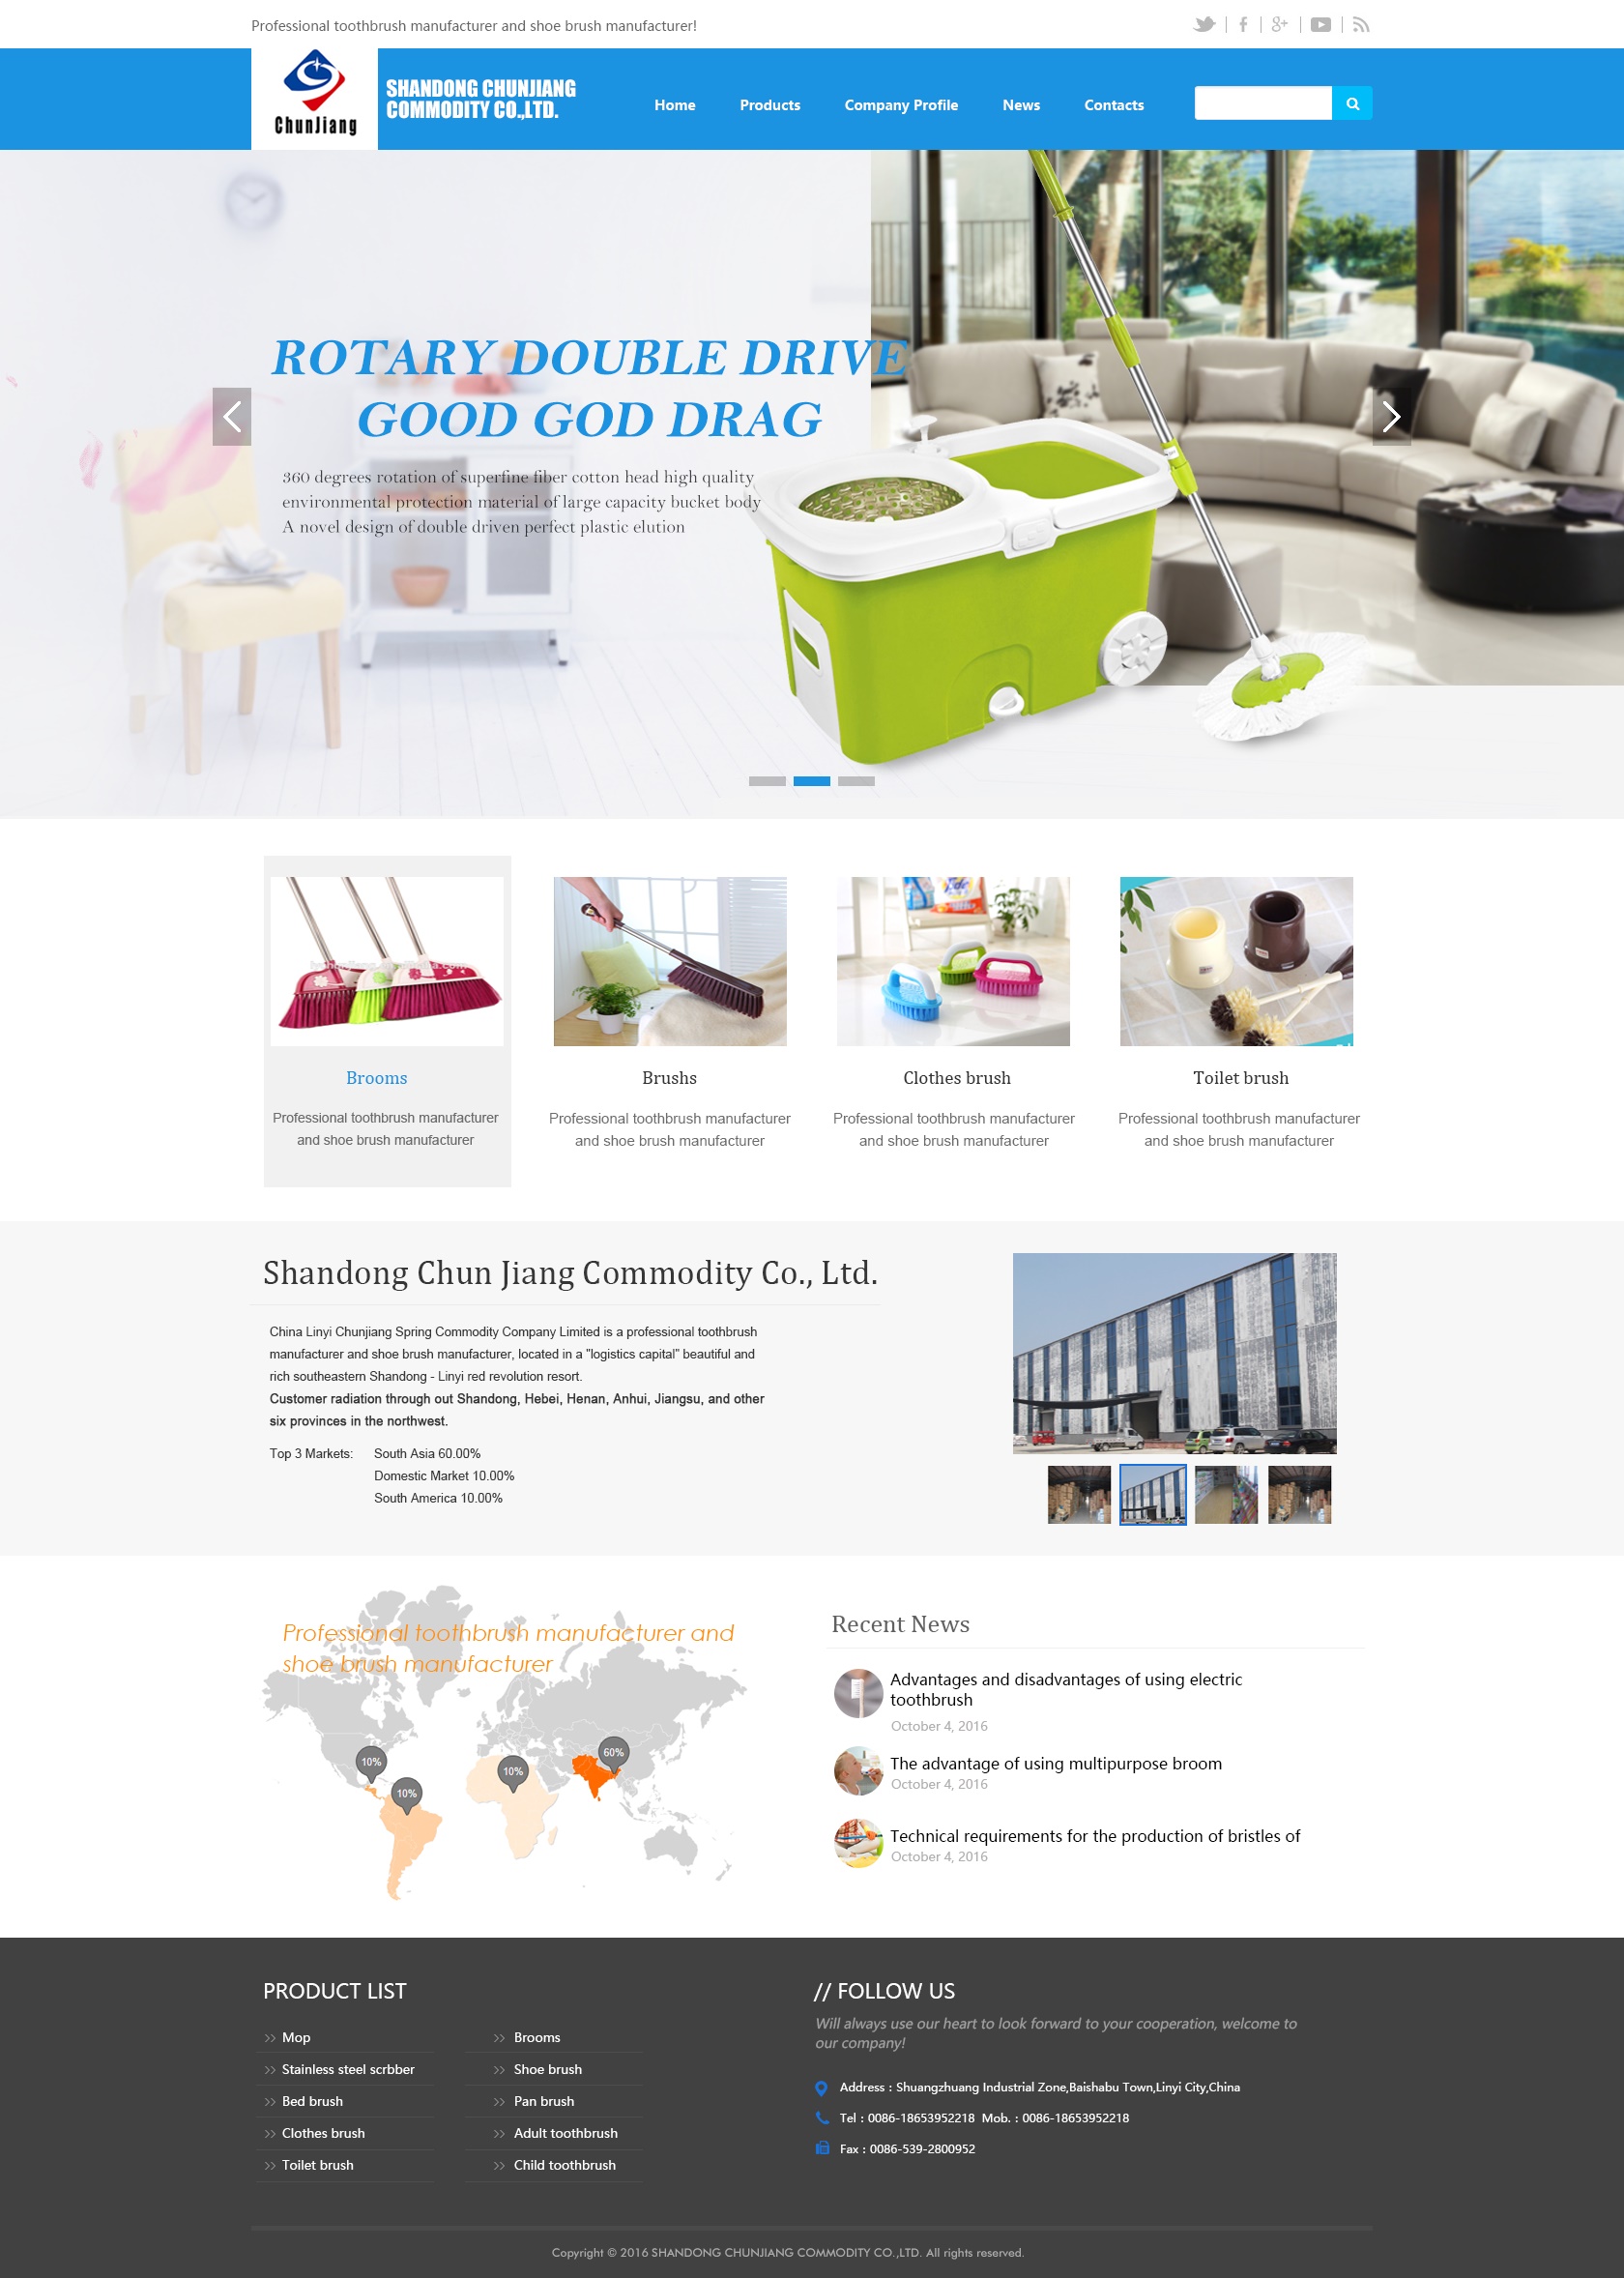 Professional toothbrush manufacturer and shoe brush manufacturer!
ChunJiang
SHANDONG CHUNJIANG
COMMODITY CO.,LTD.
Home
Products
Company Profile
News
Contacts
ROTARY DOUBLE DRIVE
GOOD GOD DRAG
360 degrees rotation of superfine fiber cotton head high quality
environmental protection material of large capacity bucket body
A novel design of double driven perfect plastic elution
Brooms
Professional toothbrush manufacturer
and shoe brush manufacturer
Brushs
Professional toothbrush manufacturer
and shoe brush manufacturer
Clothes brush
Professional toothbrush manufacturer
and shoe brush manufacturer
Toilet brush
Professional toothbrush manufacturer
and shoe brush manufacturer
Shandong Chun Jiang Commodity Co., Ltd.
China Linyi Chunjiang Spring Commodity Company Limited is a professional toothbrush
manufacturer and shoe brush manufacturer, located in a "logistics capital" beautiful and
rich southeastern Shandong - Linyi red revolution resort.
Customer radiation through out Shandong, Hebei, Henan, Anhui, Jiangsu, and other
six provinces in the northwest.
Top 3 Markets: South Asia 60.00%
Domestic Market 10.00%
South America 10.00%
Professional toothbrush manufacturer and
shoe brush manufacturer
10%
10%
10%
60%
Recent News
Advantages and disadvantages of using electric
toothbrush
October 4, 2016
The advantage of using multipurpose broom
October 4, 2016
Technical requirements for the production of bristles of
October 4, 2016
PRODUCT LIST
>> Mop
>> Stainless steel scrbber
>> Bed brush
>> Clothes brush
>> Toilet brush
>> Brooms
>> Shoe brush
>> Pan brush
>> Adult toothbrush
>> Child toothbrush
// FOLLOW US
Will always use our heart to look forward to your cooperation, welcome to
our company!
Address : Shuangzhuang Industrial Zone,Baishabu Town,Linyi City,China
Tel : 0086-18653952218 Mob. : 0086-18653952218
Fax : 0086-539-2800952
Copyright © 2016 SHANDONG CHUNJIANG COMMODITY CO.,LTD. All rights reserved.